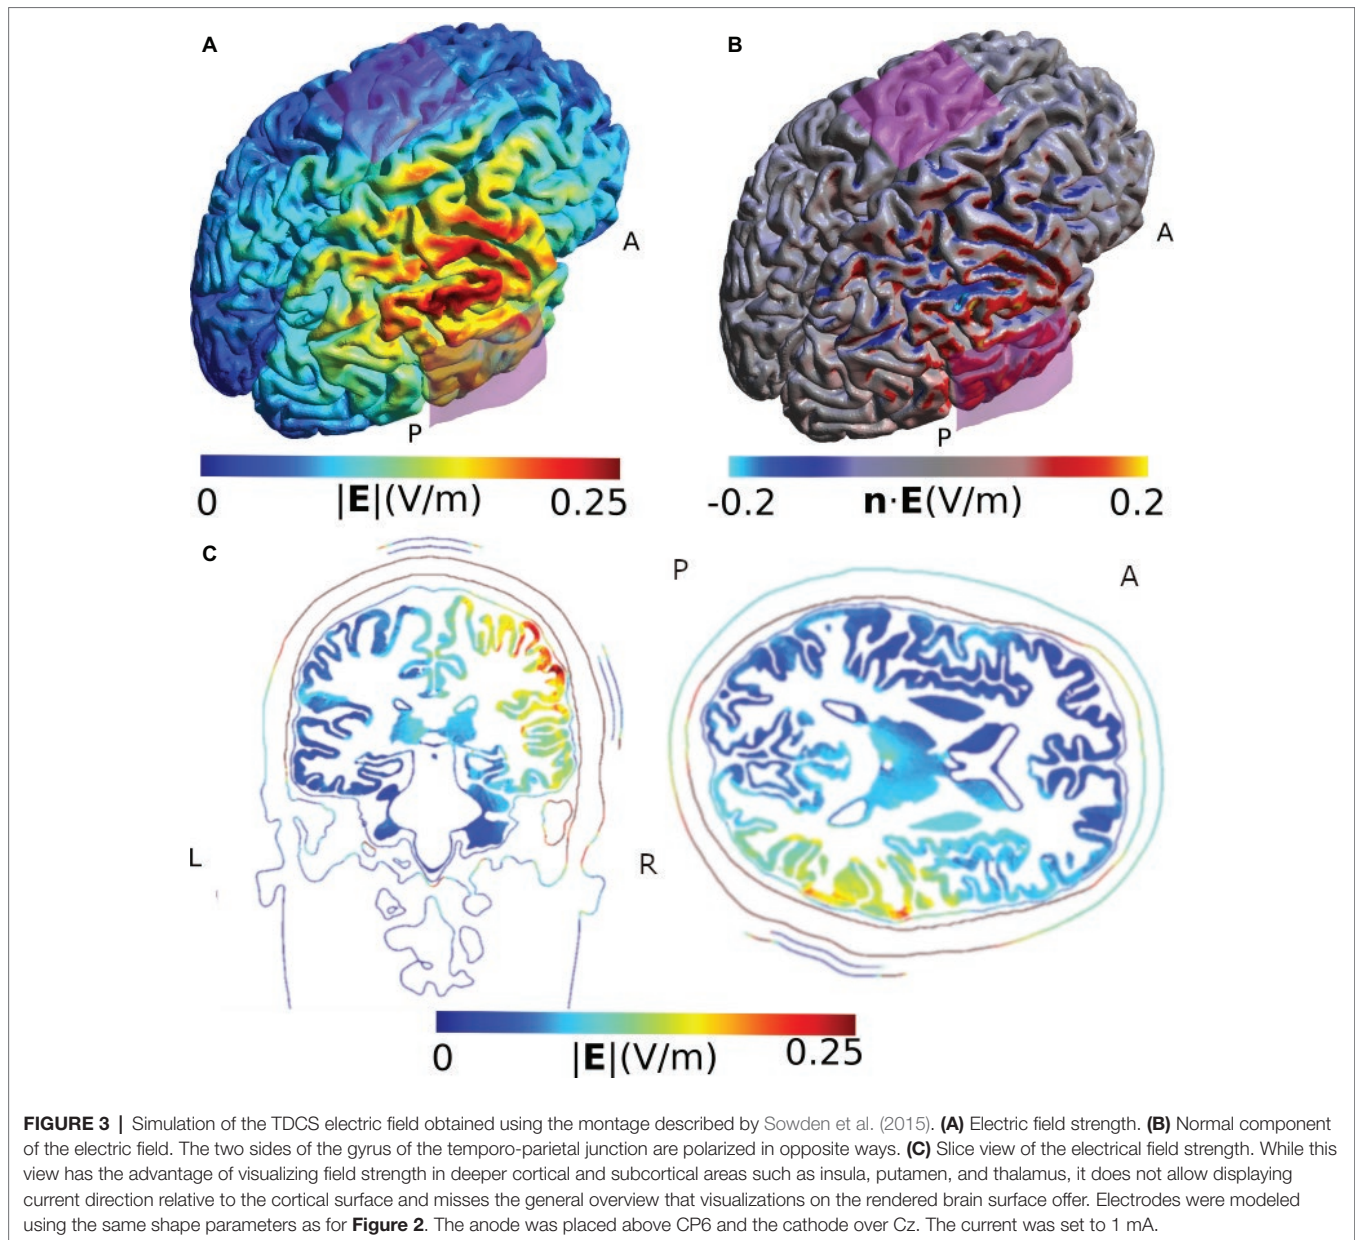 A
B
A
A
P
P
0
|E|(V/m)
0.25
-0.2
n·E(V/m)
0.2
C
P
A
L
R
0
|E|(V/m)
0.25
FIGURE 3 | Simulation of the TDCS electric field obtained using the montage described by Sowden et al. (2015). (A) Electric field strength. (B) Normal component
of the electric field. The two sides of the gyrus of the temporo-parietal junction are polarized in opposite ways. (C) Slice view of the electrical field strength. While this
view has the advantage of visualizing field strength in deeper cortical and subcortical areas such as insula, putamen, and thalamus, it does not allow displaying
current direction relative to the cortical surface and misses the general overview that visualizations on the rendered brain surface offer. Electrodes were modeled
using the same shape parameters as for Figure 2. The anode was placed above CP6 and the cathode over Cz. The current was set to 1 mA.